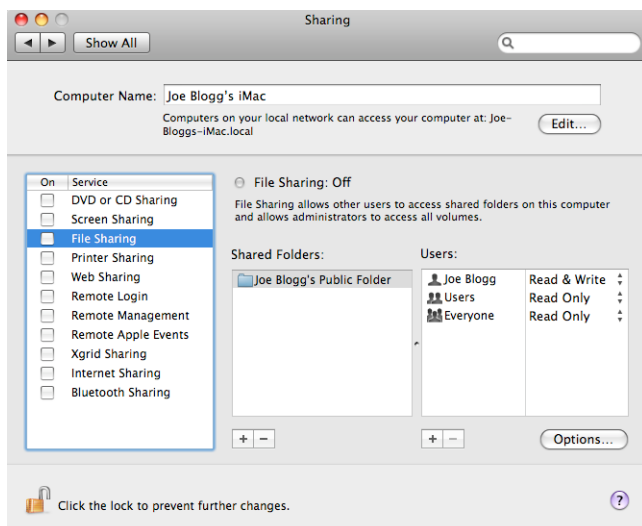 Sharing
Show All
Computer Name: Joe Blogg's iMac
Computers on your local network can access your computer at: Joe-
Bloggs-iMac.local
Edit...
On Service
DVD or CD Sharing
Screen Sharing
File Sharing
Printer Sharing
Web Sharing
Remote Login
Remote Management
Remote Apple Events
Xgrid Sharing
Internet Sharing
Bluetooth Sharing
File Sharing: Off
File Sharing allows other users to access shared folders on this computer
and allows administrators to access all volumes.
Shared Folders:
Joe Blogg's Public Folder
Users:
Joe Blogg Read & Write
Users Read Only
Everyone Read Only
+ −
+ −
Options...
Click the lock to prevent further changes.
?